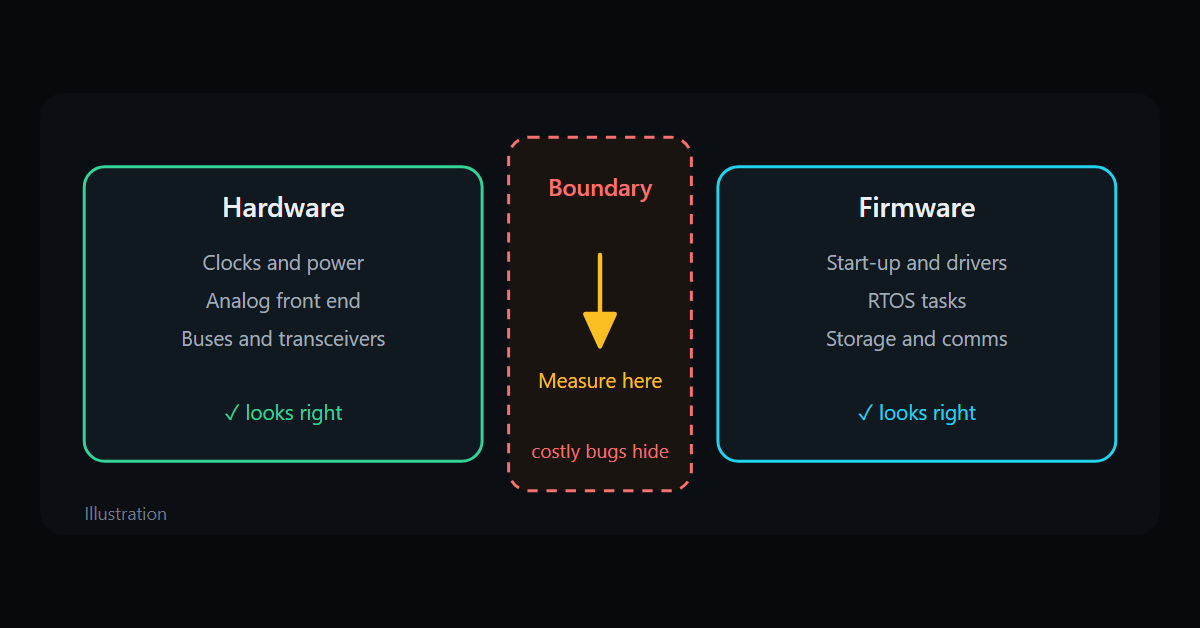 Hardware
Clocks and power
Analog front end
Buses and transceivers
✓ looks right
Boundary
Measure here
costly bugs hide
Firmware
Start-up and drivers
RTOS tasks
Storage and comms
✓ looks right
Illustration